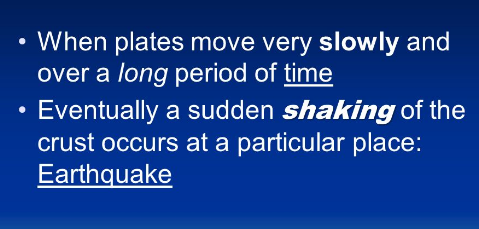 • When plates move very slowly and
over a long period of time
• Eventually a sudden shaking of the
crust occurs at a particular place:
Earthquake